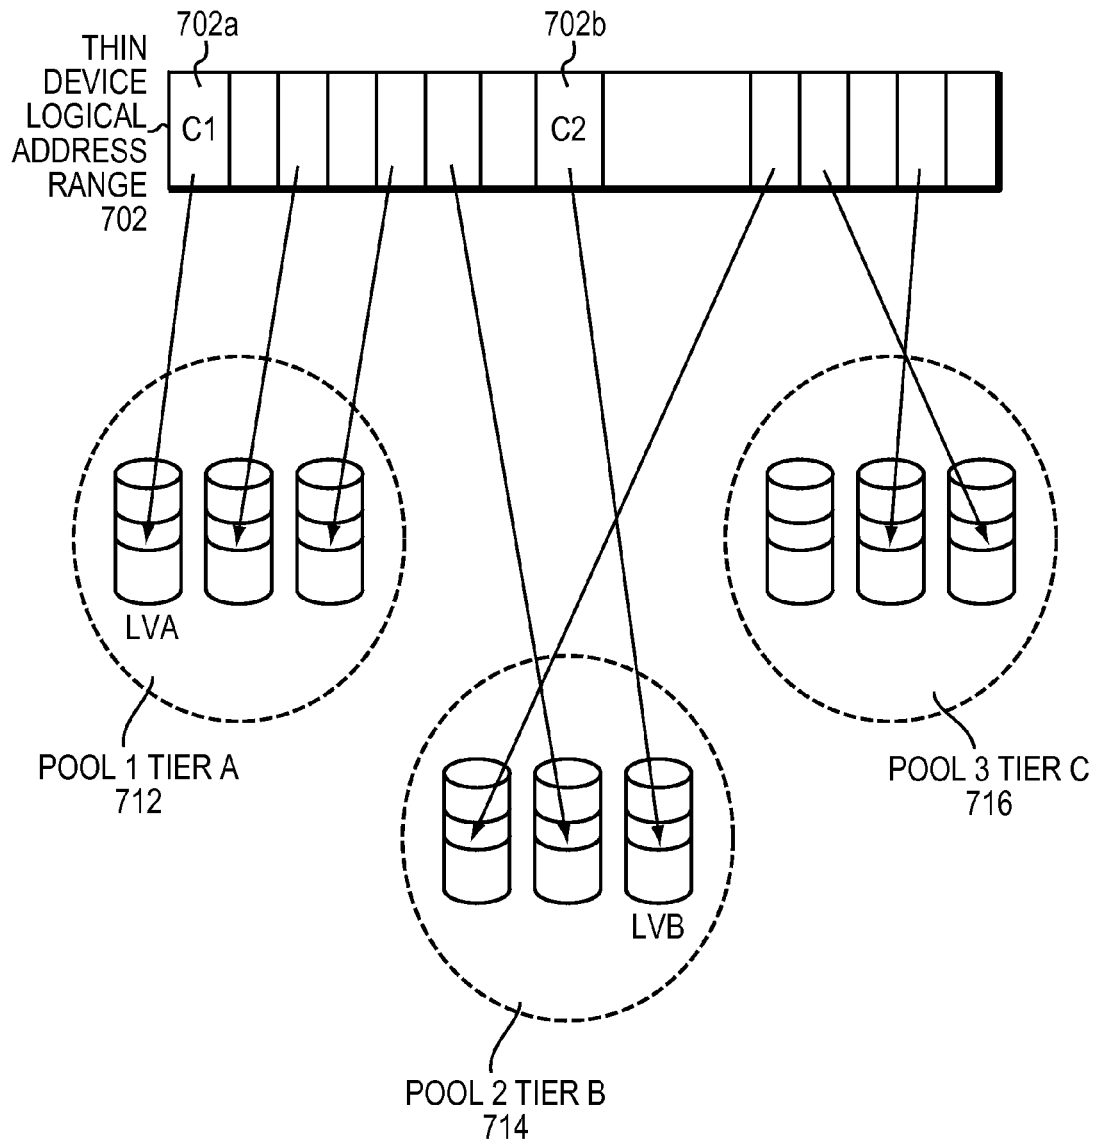 702a
702b
THIN
DEVICE
LOGICAL
ADDRESS
RANGE
702
C1
C2
LVA
POOL 1 TIER A
712
POOL 3 TIER C
716
LVB
POOL 2 TIER B
714